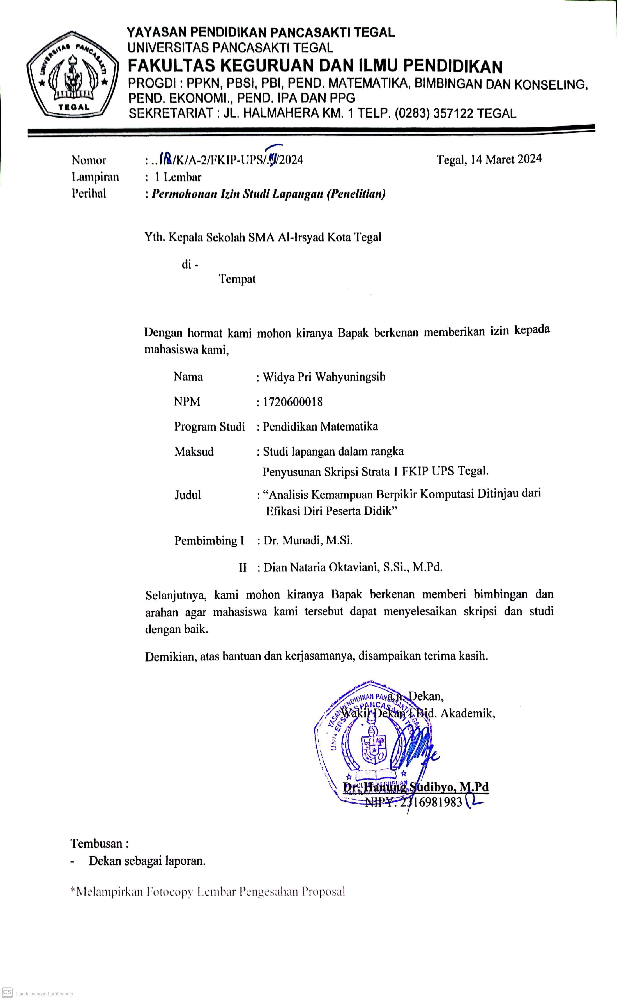 UNIVERSITAS PANCASAKTI
TEGAL
YAYASAN PENDIDIKAN PANCASAKTI TEGAL
UNIVERSITAS PANCASAKTI TEGAL
FAKULTAS KEGURUAN DAN ILMU PENDIDIKAN
PROGDI : PPKN, PBSI, PBI, PEND. MATEMATIKA, BIMBINGAN DAN KONSELING,
PEND. EKONOMI., PEND. IPA DAN PPG
SEKRETARIAT : JL. HALMAHERA KM. 1 TELP. (0283) 357122 TEGAL
Nomor : ../K/A-2/FKIP-UPS/./2024 Tegal, 14 Maret 2024
Lampiran : 1 Lembar
Perihal : Permohonan Izin Studi Lapangan (Penelitian)
Yth. Kepala Sekolah SMA Al-Irsyad Kota Tegal
di -
Tempat
Dengan hormat kami mohon kiranya Bapak berkenan memberikan izin kepada
mahasiswa kami,
Nama : Widya Pri Wahyuningsih
NPM : 1720600018
Program Studi : Pendidikan Matematika
Maksud : Studi lapangan dalam rangka
Penyusunan Skripsi Strata 1 FKIP UPS Tegal.
Judul : “Analisis Kemampuan Berpikir Komputasi Ditinjau dari
Efikasi Diri Peserta Didik”
Pembimbing I : Dr. Munadi, M.Si.
II : Dian Nataria Oktaviani, S.Si., M.Pd.
Selanjutnya, kami mohon kiranya Bapak berkenan memberi bimbingan dan
arahan agar mahasiswa kami tersebut dapat menyelesaikan skripsi dan studi
dengan baik.
Demikian, atas bantuan dan kerjasamanya, disampaikan terima kasih.
a.n. Dekan,
Wakil Dekan I Bid. Akademik,
YASAN PENDIDIKAN PANCASAKTI TEGAL
FAKULTAS KEGURUAN
Dr. Hanung Sudibyo, M.Pd
NIPY. 2316981983
Tembusan :
- Dekan sebagai laporan.
*Melampirkan Fotocopy Lembar Pengesahan Proposal
CS Dipindai dengan CamScanner